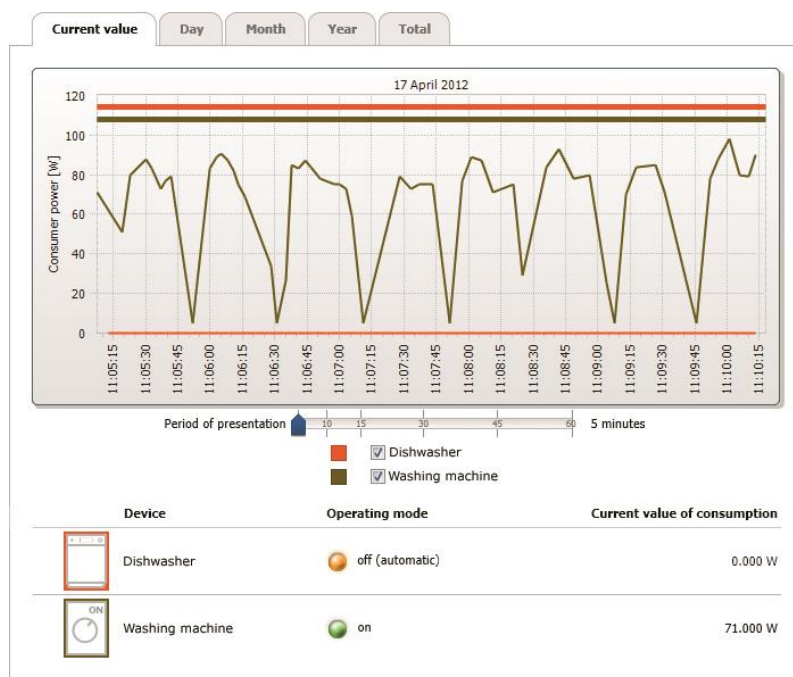 Current value Day Month Year Total
17 April 2012
Consumer power [W]
120
100
80
60
40
20
0
11:05:15 11:05:30 11:05:45 11:06:00 11:06:15 11:06:30 11:06:45 11:07:00 11:07:15 11:07:30 11:07:45 11:08:00 11:08:15 11:08:30 11:08:45 11:09:00 11:09:15 11:09:30 11:09:45 11:10:00 11:10:15
Period of presentation 10 15 30 45 60 5 minutes
Dishwasher
Washing machine
Device Operating mode Current value of consumption
Dishwasher off (automatic) 0.000 W
ON
Washing machine on 71.000 W